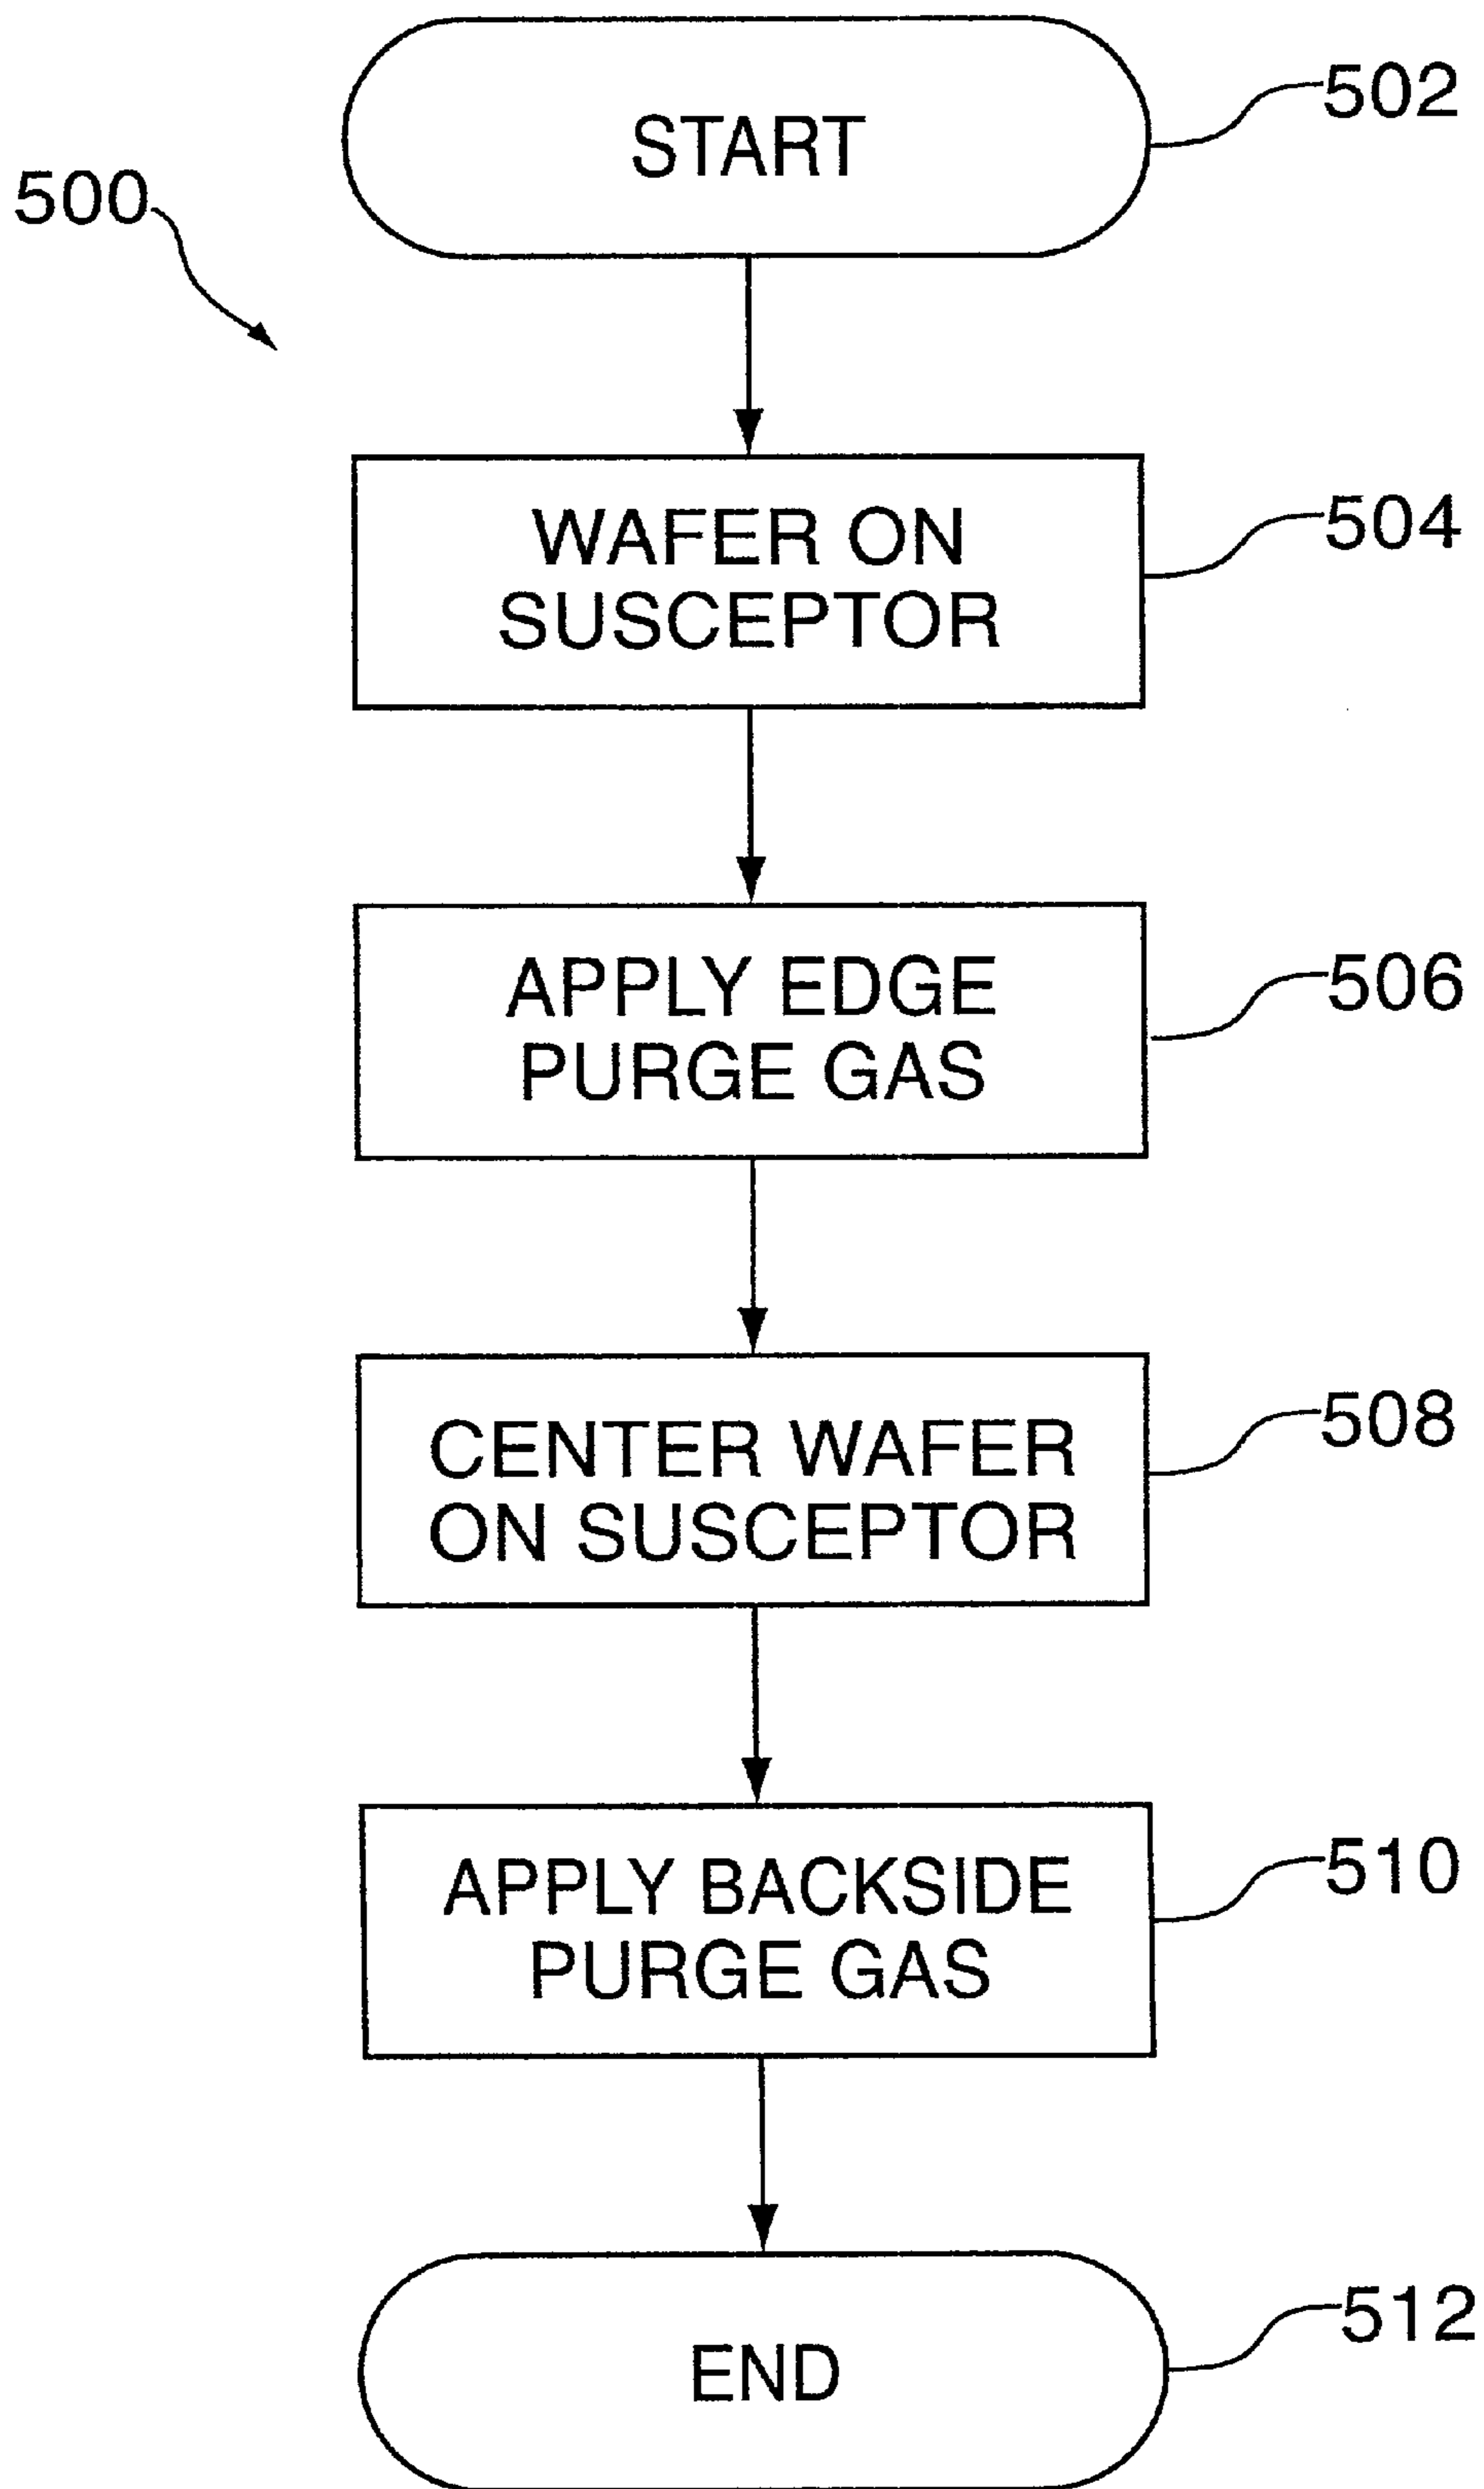 START
502
500
WAFER ON
SUSCEPTOR
504
APPLY EDGE
PURGE GAS
506
CENTER WAFER
ON SUSCEPTOR
508
APPLY BACKSIDE
PURGE GAS
510
END
512